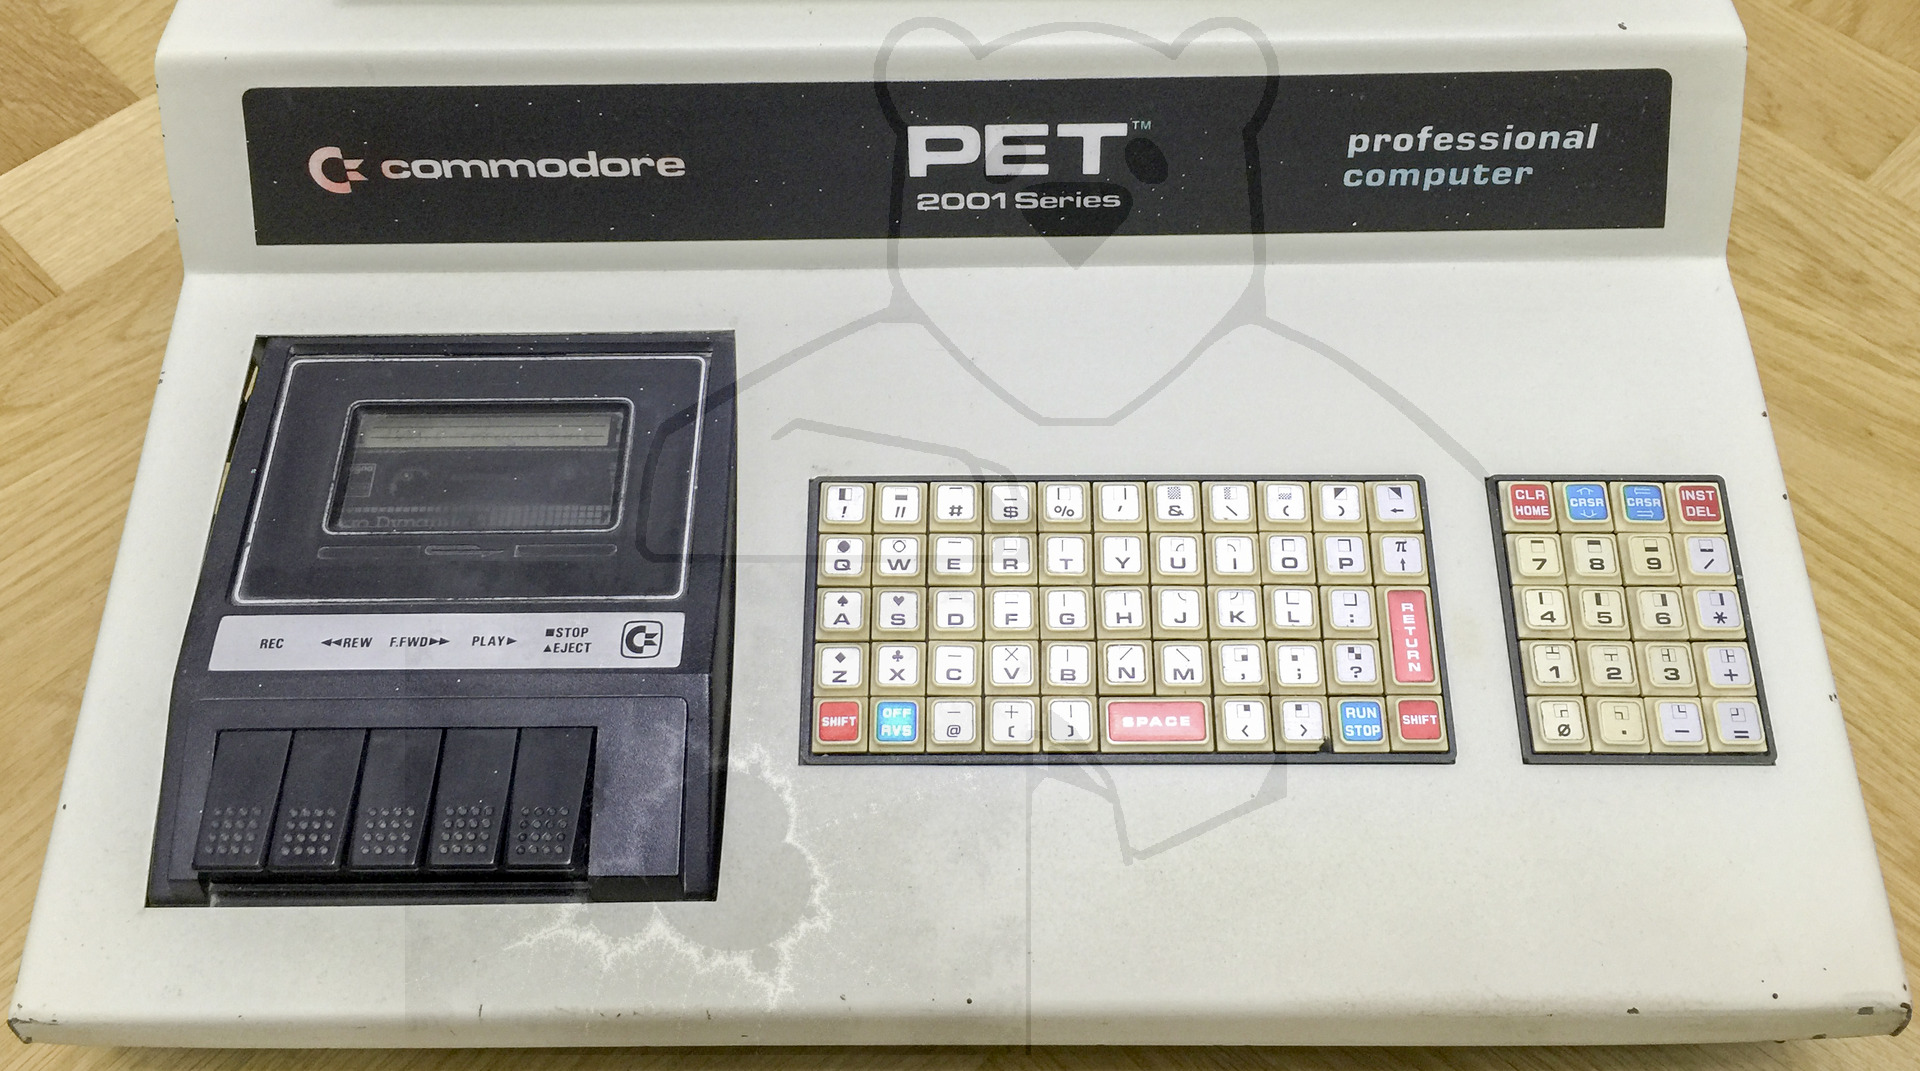 commodore
PET™
2001 Series
professional
computer
REC ◀◀REW F.FWD▶▶ PLAY▶ ■STOP
▲EJECT
! " # $ % ' & \ ( ) ←
Q W E R T Y U I O P π ↑
A S D F G H J K L : RETURN
Z X C V B N M , ; ?
SHIFT OFF RVS @ [ ] SPACE < > RUN STOP SHIFT
CLR HOME CRSR CRSR INST DEL
7 8 9 /
4 5 6 *
1 2 3 +
0 . − =